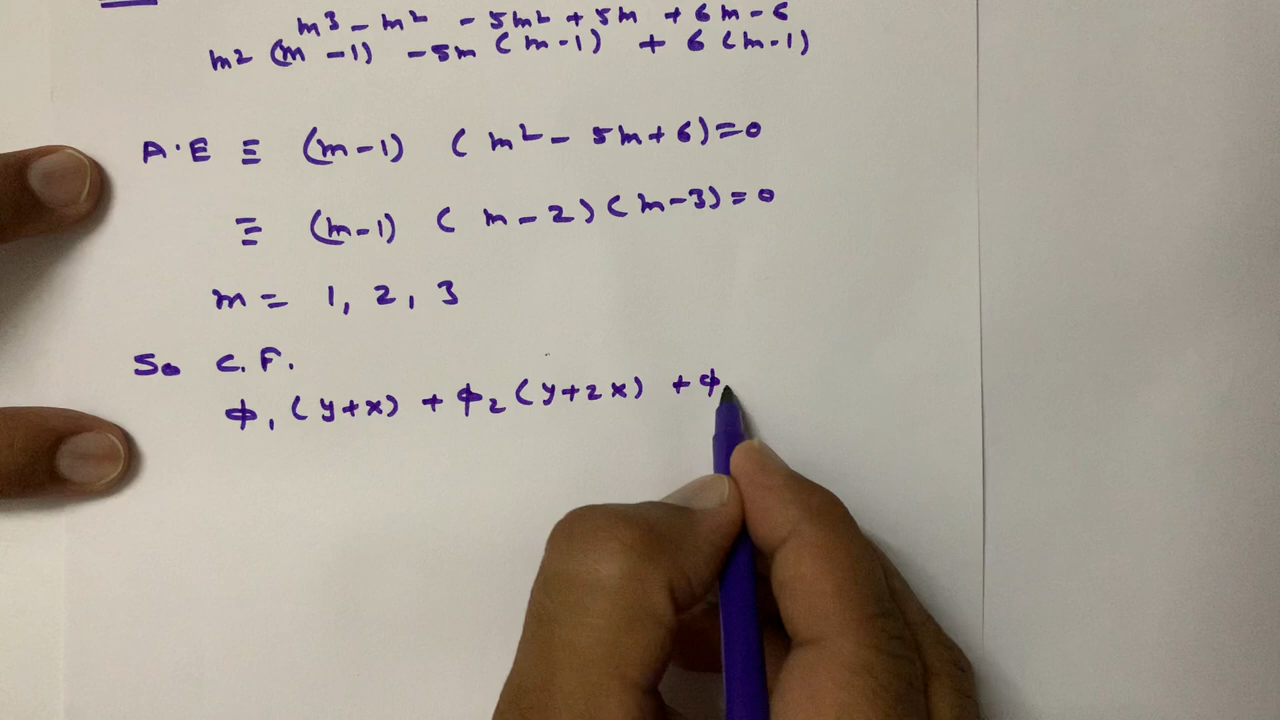 m³ - m² - 5m² + 5m + 6m - 6
m² (m - 1) - 5m (m - 1) + 6 (m - 1)
A.E ≡ (m - 1) (m² - 5m + 6) = 0
≡ (m - 1) (m - 2) (m - 3) = 0
m = 1, 2, 3
So C.F.
ϕ₁ (y + x) + ϕ₂ (y + 2x) + ϕ